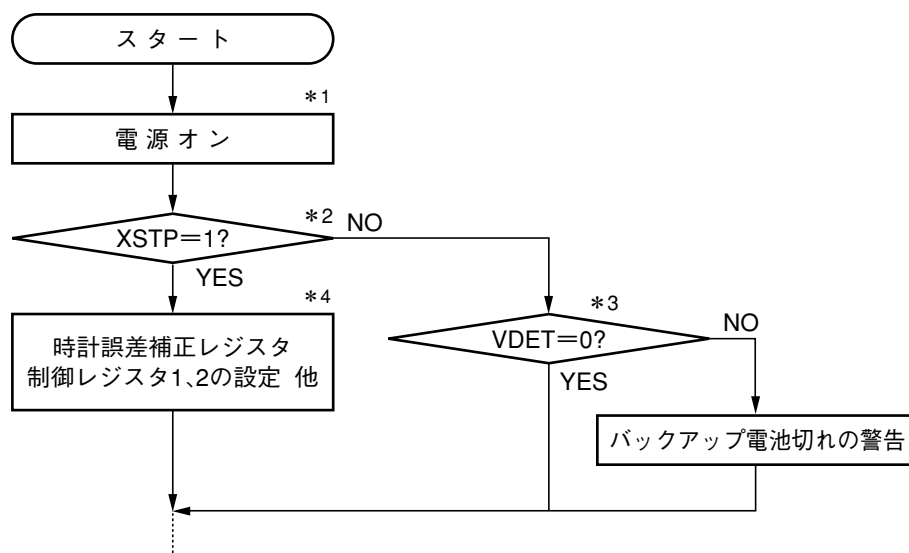 スタート
*1
電源オン
*2
NO
XSTP=1?
YES
*4
時計誤差補正レジスタ
制御レジスタ1、2の設定 他
*3
NO
VDET=0?
YES
バックアップ電池切れの警告